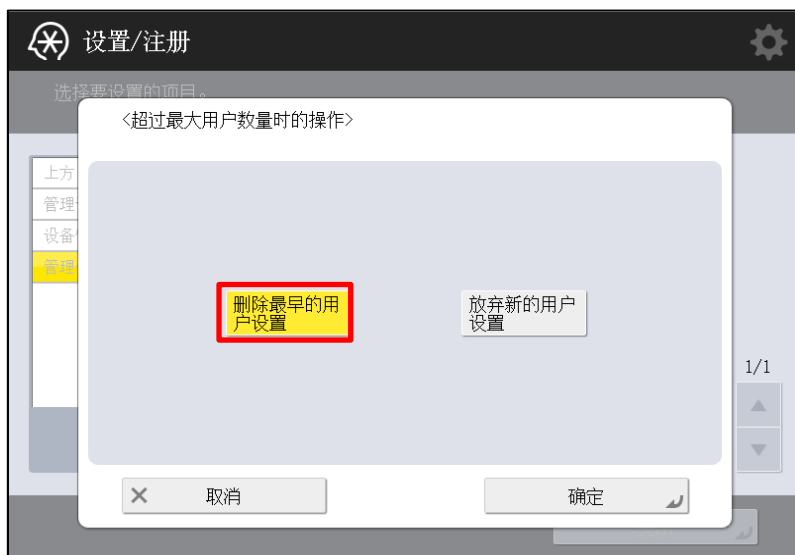 设置/注册
选择要设置的项目。
<超过最大用户数量时的操作>
上方
管理
设备
管理
删除最早的用
户设置
放弃新的用户
设置
1/1
取消
确定